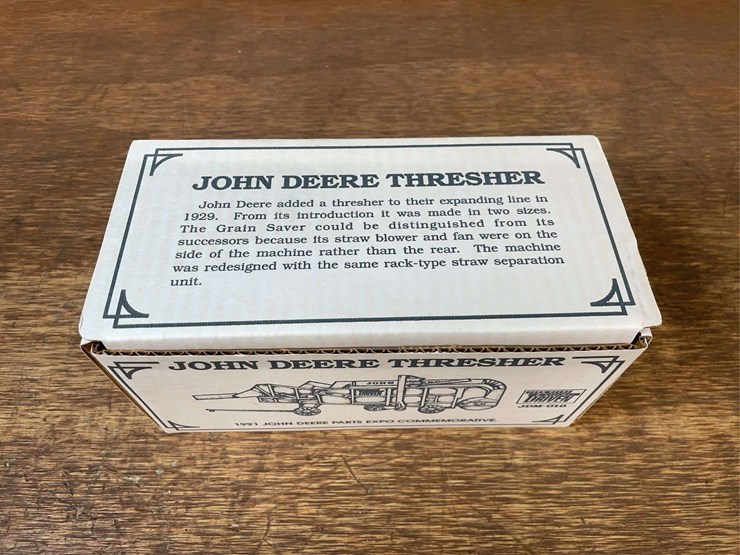 JOHN DEERE THRESHER
John Deere added a thresher to their expanding line in
1929. From its introduction it was made in two sizes.
The Grain Saver could be distinguished from its
successors because its straw blower and fan were on the
side of the machine rather than the rear. The machine
was redesigned with the same rack-type straw separation
unit.
JOHN DEERE THRESHER
JOHN
JDM-018
1991 JOHN DEERE PARTS EXPO COMMEMORATIVE